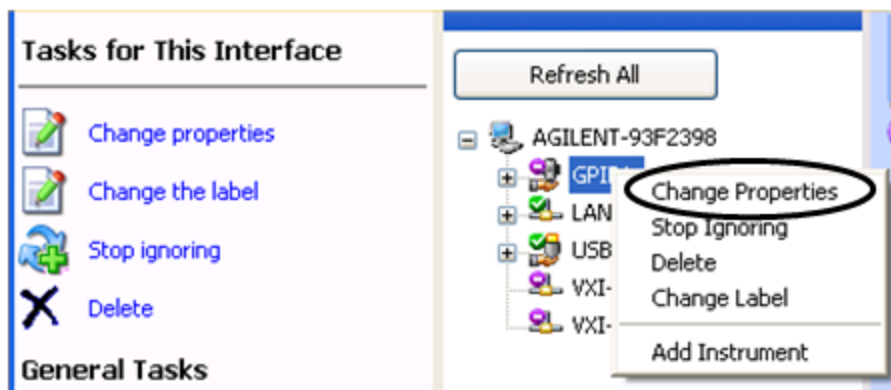 Tasks for This Interface
Change properties
Change the label
Stop ignoring
Delete
General Tasks
Refresh All
AGILENT-93F2398
LAN
USB
VXI-
VXI-
Change Properties
Stop Ignoring
Delete
Change Label
Add Instrument